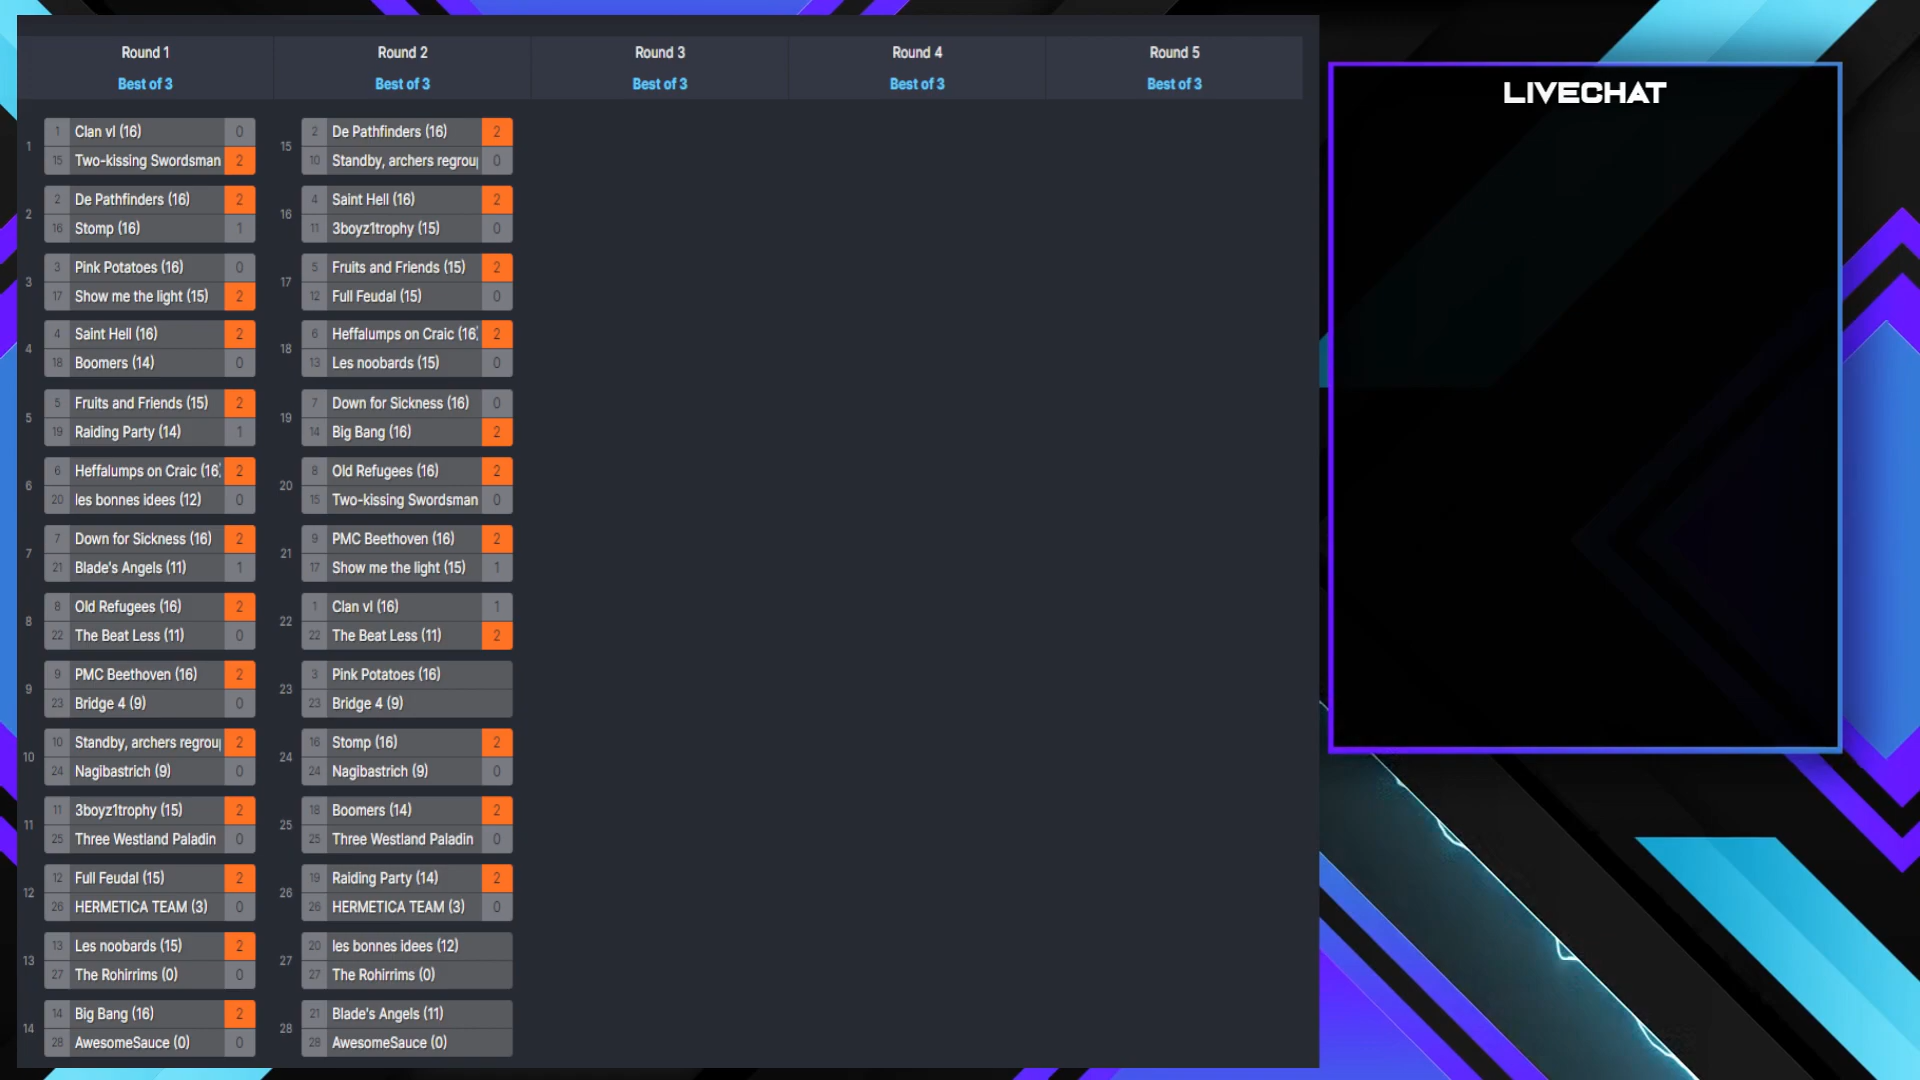 Round 1
Best of 3
Round 2
Best of 3
Round 3
Best of 3
Round 4
Best of 3
Round 5
Best of 3
LIVECHAT
1
1 Clan vl (16) 0
15 Two-kissing Swordsman 2
2
2 De Pathfinders (16) 2
16 Stomp (16) 1
3
3 Pink Potatoes (16) 0
17 Show me the light (15) 2
4
4 Saint Hell (16) 2
18 Boomers (14) 0
5
5 Fruits and Friends (15) 2
19 Raiding Party (14) 1
6
6 Heffalumps on Craic (16) 2
20 les bonnes idees (12) 0
7
7 Down for Sickness (16) 2
21 Blade's Angels (11) 1
8
8 Old Refugees (16) 2
22 The Beat Less (11) 0
9
9 PMC Beethoven (16) 2
23 Bridge 4 (9) 0
10
10 Standby, archers regrou 2
24 Nagibastrich (9) 0
11
11 3boyz1trophy (15) 2
25 Three Westland Paladin 0
12
12 Full Feudal (15) 2
26 HERMETICA TEAM (3) 0
13
13 Les noobards (15) 2
27 The Rohirrims (0) 0
14
14 Big Bang (16) 2
28 AwesomeSauce (0) 0
15
2 De Pathfinders (16) 2
10 Standby, archers regrou 0
16
4 Saint Hell (16) 2
11 3boyz1trophy (15) 0
17
5 Fruits and Friends (15) 2
12 Full Feudal (15) 0
18
6 Heffalumps on Craic (16) 2
13 Les noobards (15) 0
19
7 Down for Sickness (16) 0
14 Big Bang (16) 2
20
8 Old Refugees (16) 2
15 Two-kissing Swordsman 0
21
9 PMC Beethoven (16) 2
17 Show me the light (15) 1
22
1 Clan vl (16) 1
22 The Beat Less (11) 2
23
3 Pink Potatoes (16)
23 Bridge 4 (9)
24
16 Stomp (16) 2
24 Nagibastrich (9) 0
25
18 Boomers (14) 2
25 Three Westland Paladin 0
26
19 Raiding Party (14) 2
26 HERMETICA TEAM (3) 0
27
20 les bonnes idees (12)
27 The Rohirrims (0)
28
21 Blade's Angels (11)
28 AwesomeSauce (0)